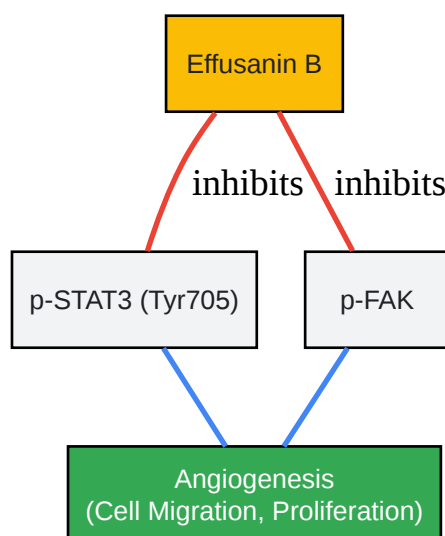 Effusanin B
inhibits inhibits
p-STAT3 (Tyr705)
p-FAK
Angiogenesis
(Cell Migration, Proliferation)